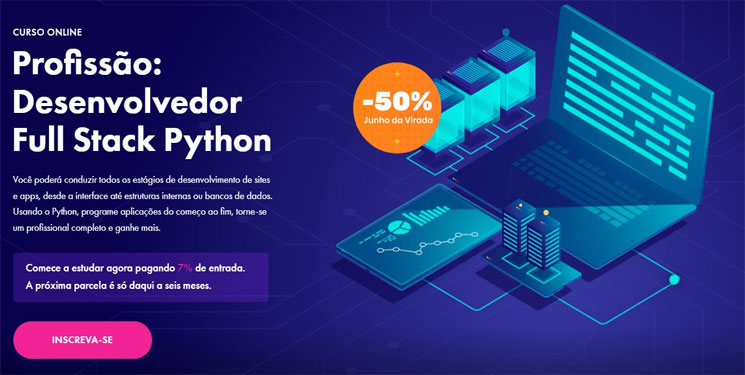 CURSO ONLINE
Profissão:
Desenvolvedor
Full Stack Python
-50%
Junho da Virada
Você poderá conduzir todos os estágios de desenvolvimento de sites
e apps, desde a interface até estruturas internas ou bancos de dados.
Usando o Python, programe aplicações do começo ao fim, torne-se
um profissional completo e ganhe mais.
Comece a estudar agora pagando 7% de entrada.
A próxima parcela é só daqui a seis meses.
INSCREVA-SE